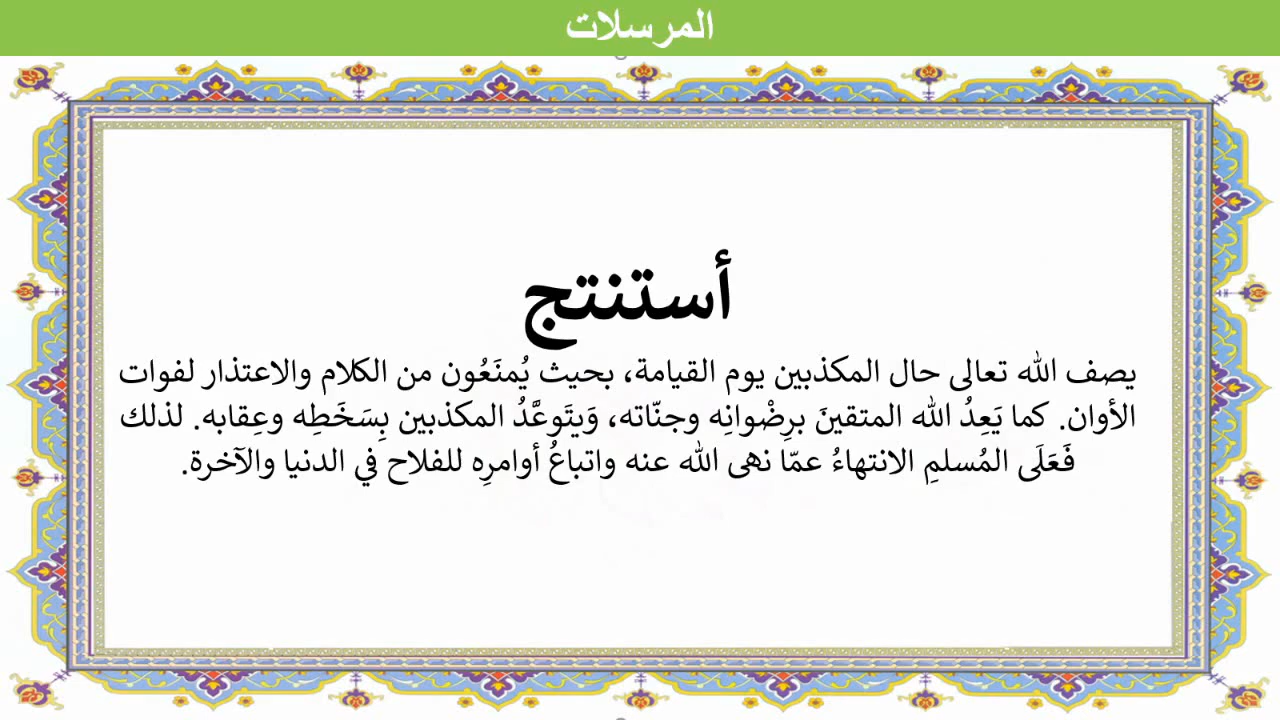 المرسلات
أستنتج
يصف الله تعالى حال المكذبين يوم القيامة، بحيث يُمنَعُون من الكلام والاعتذار لفوات
الأوان. كما يَعِدُ الله المتقينَ برِضْوانِه وجنّاته، وَيتَوعَّدُ المكذبين بِسَخَطِه وعِقابه. لذلك
فَعَلَى المُسلمِ الانتهاءُ عمّا نهى الله عنه واتباعُ أوامرِه للفلاح في الدنيا والآخرة.